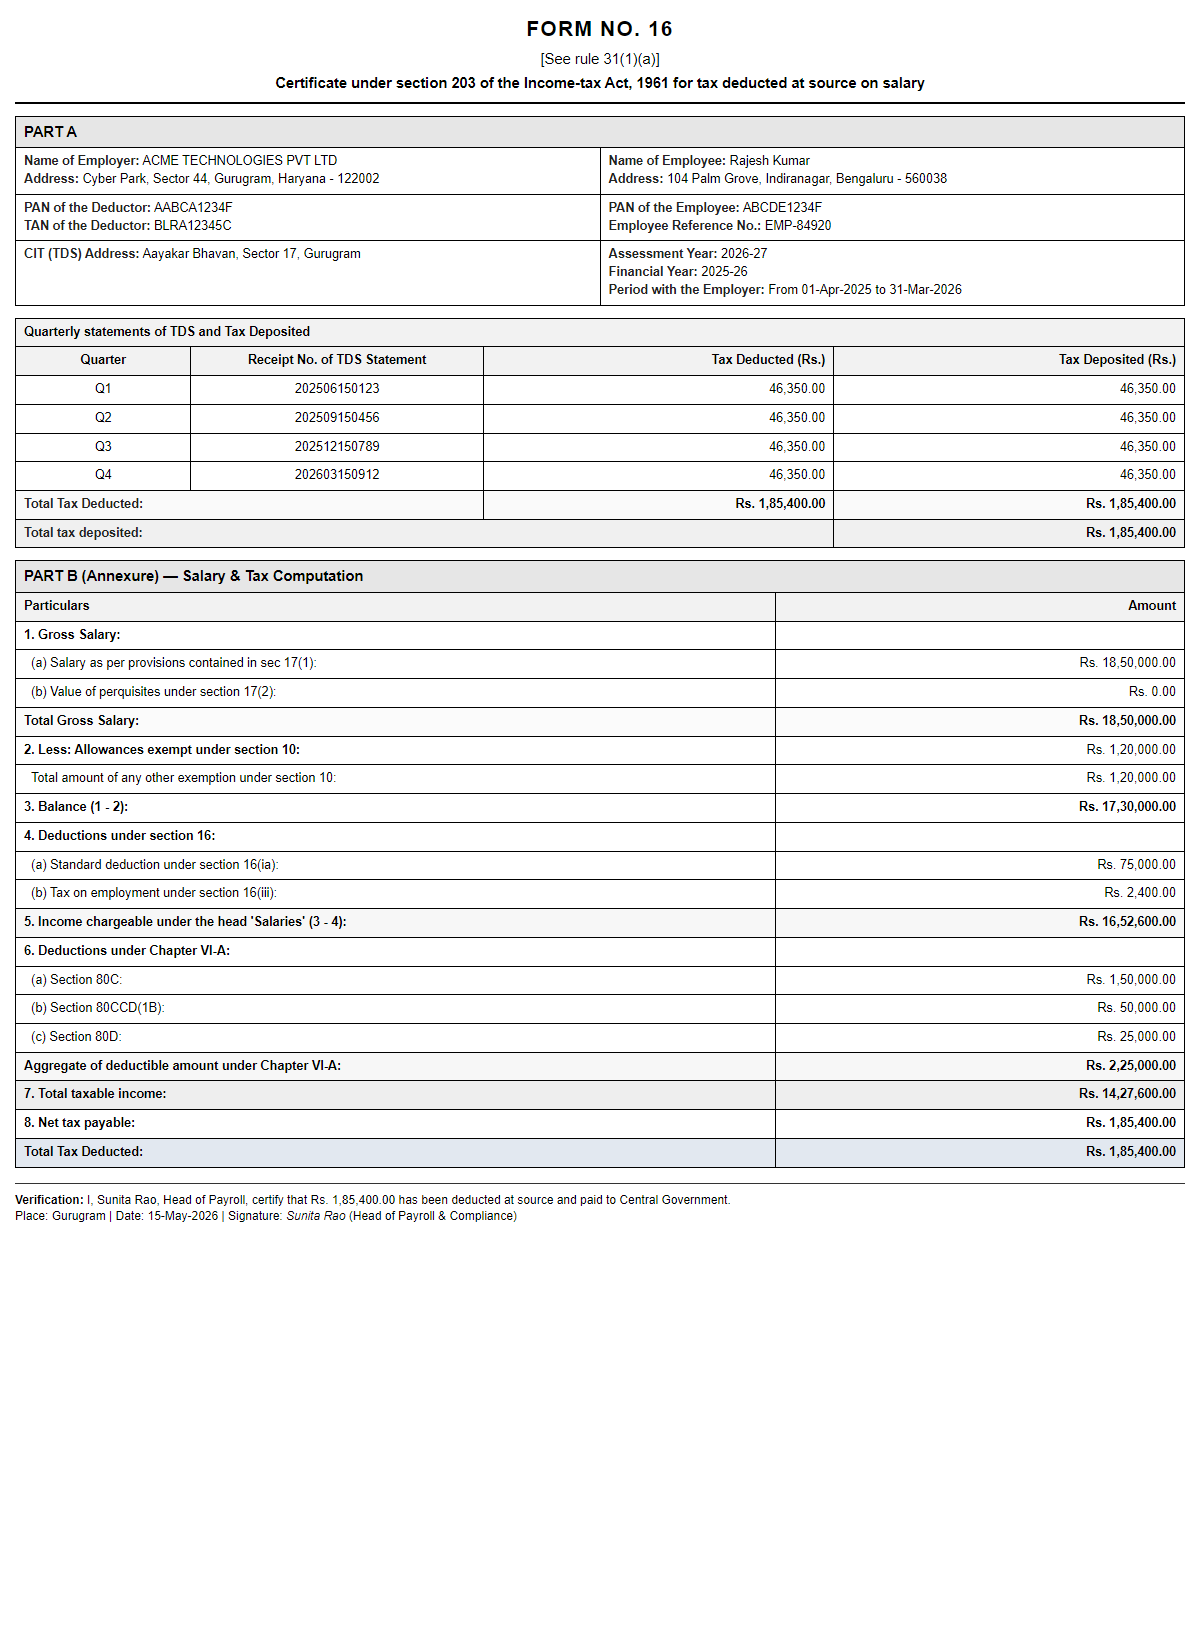 FORM NO. 16
[See rule 31(1)(a)]
Certificate under section 203 of the Income-tax Act, 1961 for tax deducted at source on salary
PART A
Name of Employer: ACME TECHNOLOGIES PVT LTD
Address: Cyber Park, Sector 44, Gurugram, Haryana - 122002
Name of Employee: Rajesh Kumar
Address: 104 Palm Grove, Indiranagar, Bengaluru - 560038
PAN of the Deductor: AABCA1234F
TAN of the Deductor: BLRA12345C
PAN of the Employee: ABCDE1234F
Employee Reference No.: EMP-84920
CIT (TDS) Address: Aayakar Bhavan, Sector 17, Gurugram
Assessment Year: 2026-27
Financial Year: 2025-26
Period with the Employer: From 01-Apr-2025 to 31-Mar-2026
Quarterly statements of TDS and Tax Deposited
Quarter Receipt No. of TDS Statement Tax Deducted (Rs.) Tax Deposited (Rs.)
Q1 202506150123 46,350.00 46,350.00
Q2 202509150456 46,350.00 46,350.00
Q3 202512150789 46,350.00 46,350.00
Q4 202603150912 46,350.00 46,350.00
Total Tax Deducted: Rs. 1,85,400.00 Rs. 1,85,400.00
Total tax deposited: Rs. 1,85,400.00
PART B (Annexure) — Salary & Tax Computation
Particulars Amount
1. Gross Salary:
(a) Salary as per provisions contained in sec 17(1): Rs. 18,50,000.00
(b) Value of perquisites under section 17(2): Rs. 0.00
Total Gross Salary: Rs. 18,50,000.00
2. Less: Allowances exempt under section 10: Rs. 1,20,000.00
Total amount of any other exemption under section 10: Rs. 1,20,000.00
3. Balance (1 - 2): Rs. 17,30,000.00
4. Deductions under section 16:
(a) Standard deduction under section 16(ia): Rs. 75,000.00
(b) Tax on employment under section 16(iii): Rs. 2,400.00
5. Income chargeable under the head 'Salaries' (3 - 4): Rs. 16,52,600.00
6. Deductions under Chapter VI-A:
(a) Section 80C: Rs. 1,50,000.00
(b) Section 80CCD(1B): Rs. 50,000.00
(c) Section 80D: Rs. 25,000.00
Aggregate of deductible amount under Chapter VI-A: Rs. 2,25,000.00
7. Total taxable income: Rs. 14,27,600.00
8. Net tax payable: Rs. 1,85,400.00
Total Tax Deducted: Rs. 1,85,400.00
Verification: I, Sunita Rao, Head of Payroll, certify that Rs. 1,85,400.00 has been deducted at source and paid to Central Government.
Place: Gurugram | Date: 15-May-2026 | Signature: Sunita Rao (Head of Payroll & Compliance)